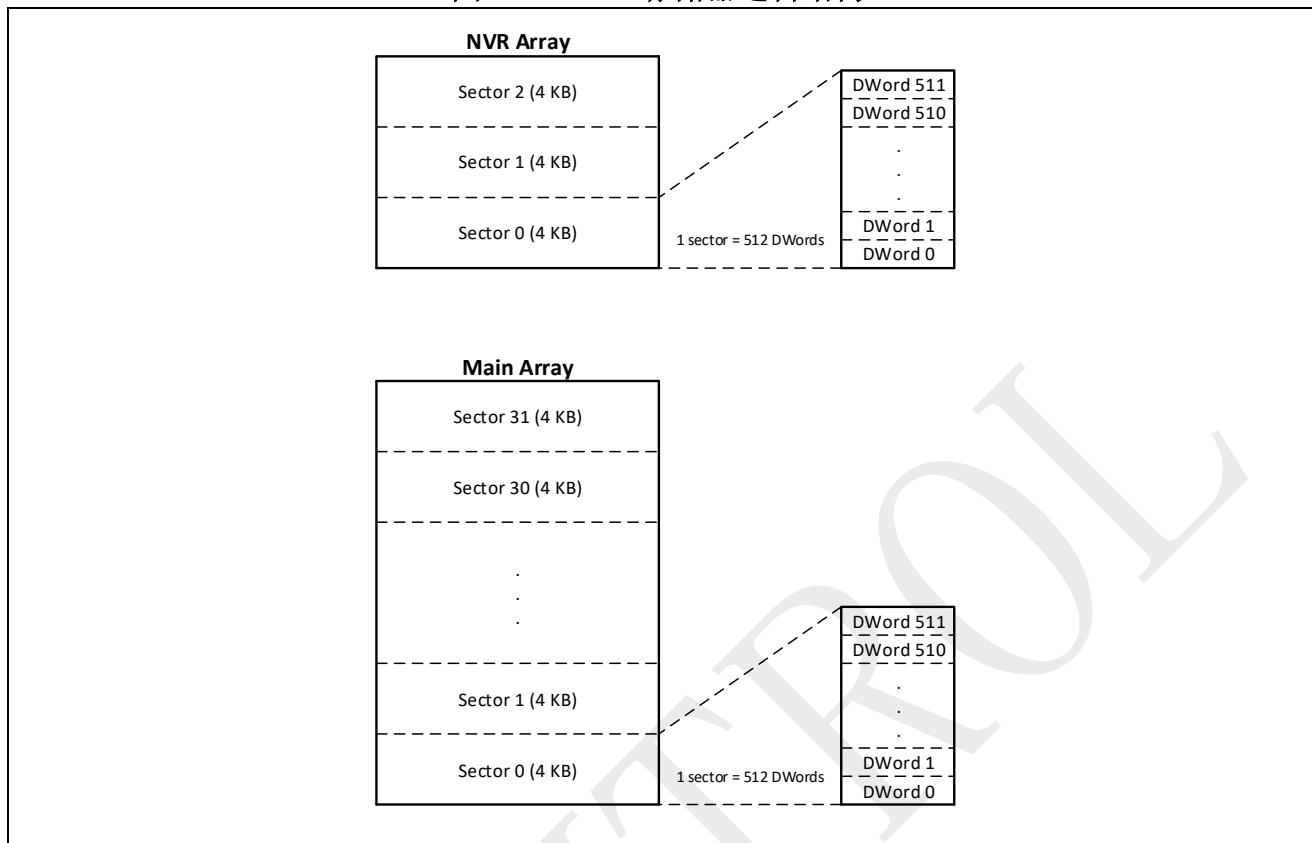 NVR Array
Sector 2 (4 KB)
Sector 1 (4 KB)
Sector 0 (4 KB)
DWord 511
DWord 510
.
.
.
DWord 1
DWord 0
1 sector = 512 DWords
Main Array
Sector 31 (4 KB)
Sector 30 (4 KB)
.
.
.
Sector 1 (4 KB)
Sector 0 (4 KB)
DWord 511
DWord 510
.
.
.
DWord 1
DWord 0
1 sector = 512 DWords
TROL